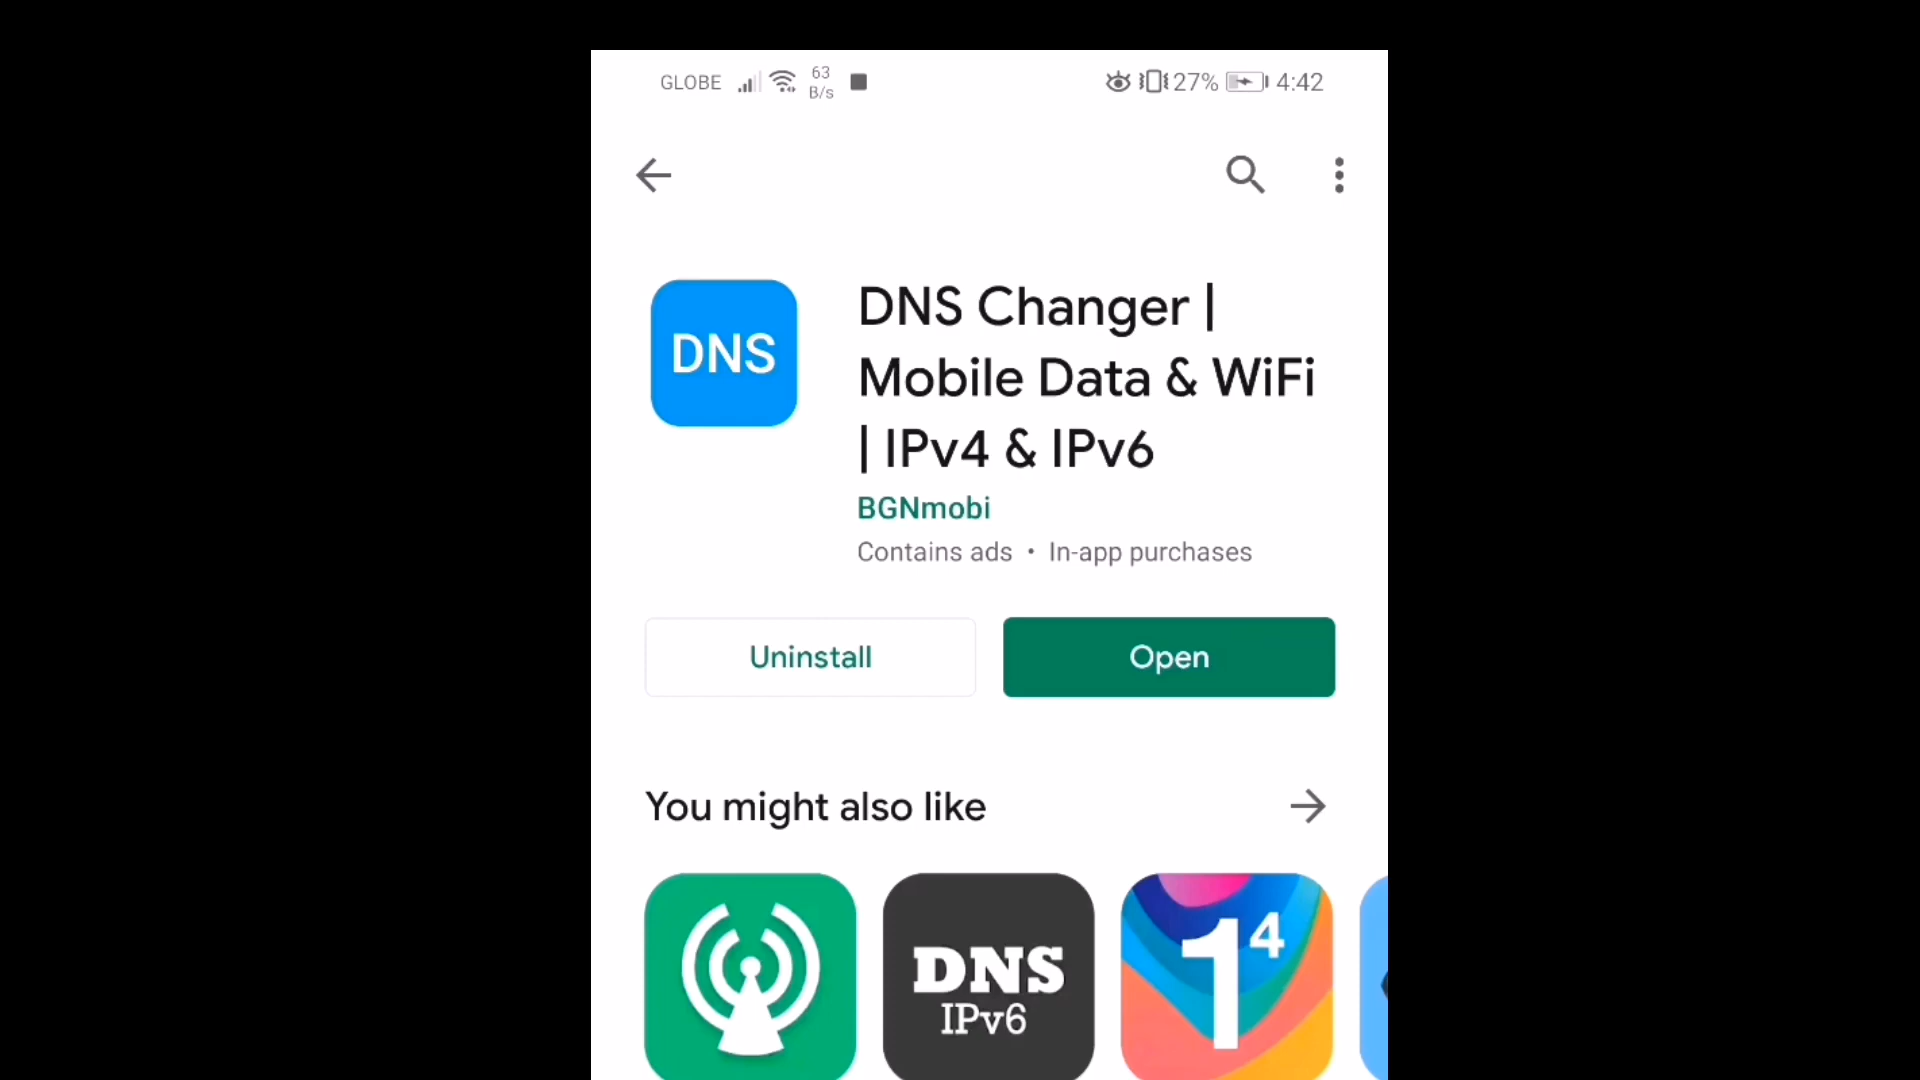 GLOBE 63 B/s 27% 4:42
DNS
DNS Changer |
Mobile Data & WiFi
| IPv4 & IPv6
BGNmobi
Contains ads • In-app purchases
Uninstall
Open
You might also like
DNS
IPv6
1⁴